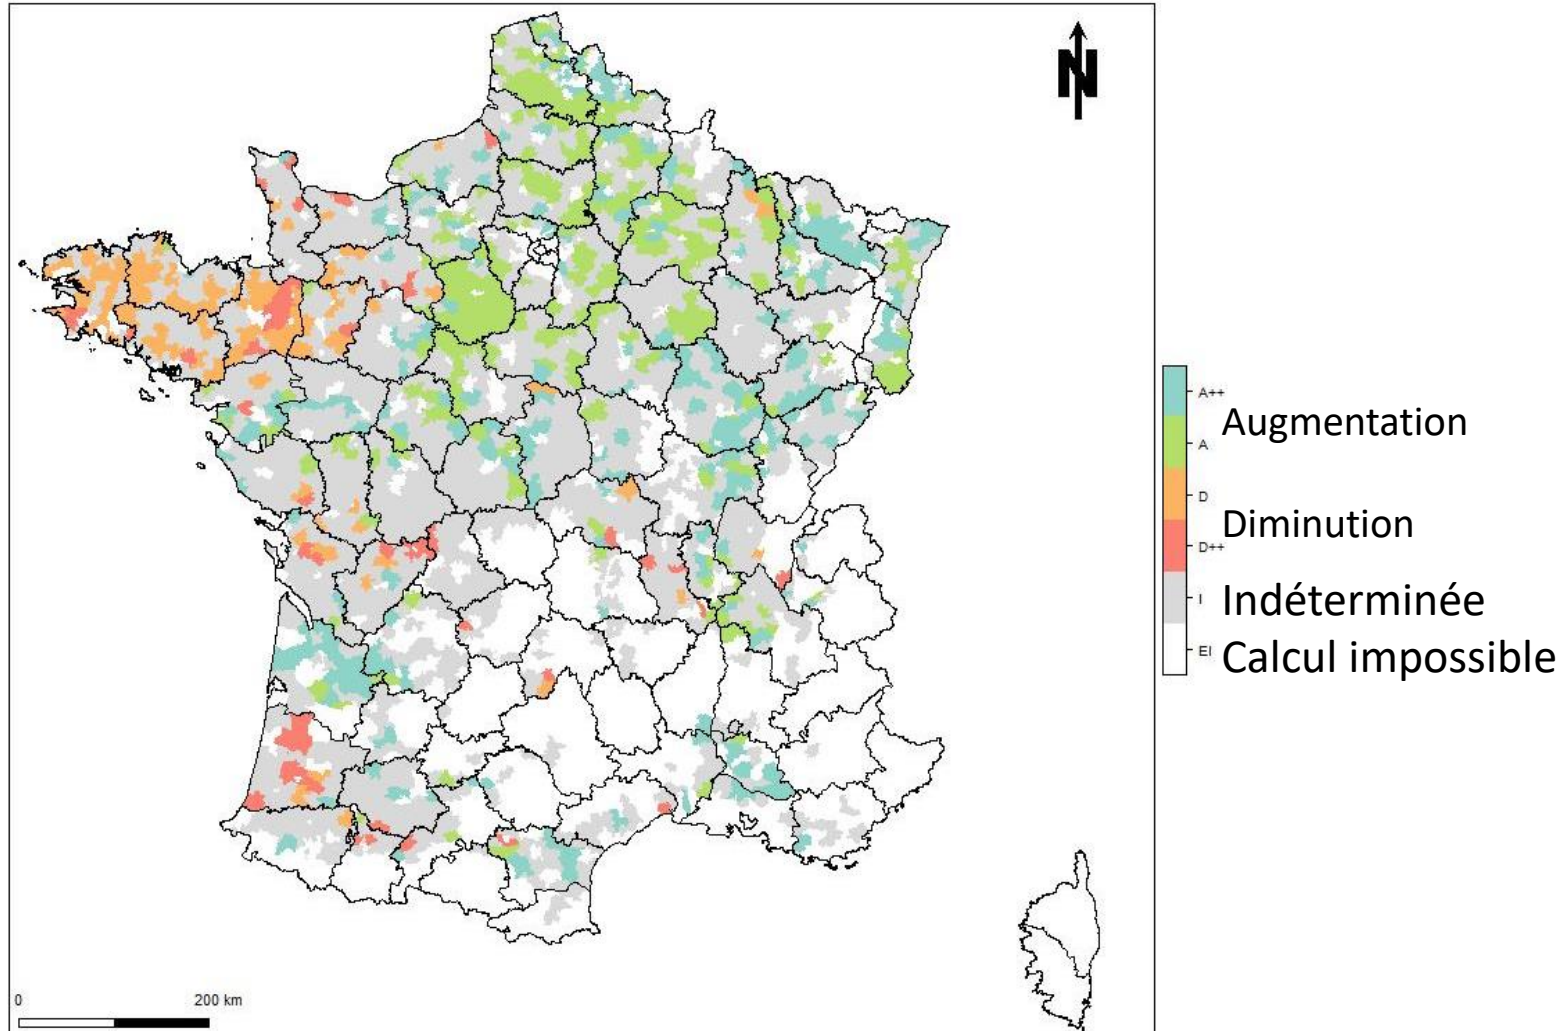 N
A++
Augmentation
A
D
Diminution
D++
I
Indéterminée
EI
Calcul impossible
0
200 km